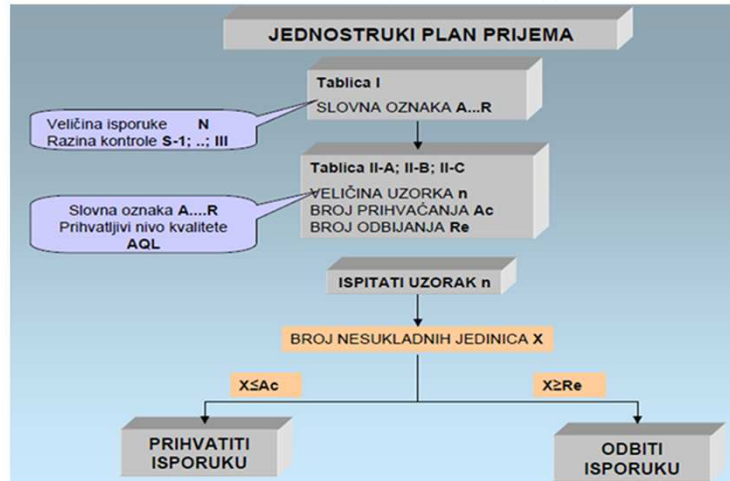 JEDNOSTRUKI PLAN PRIJEMA
Tablica I
SLOVNA OZNAKA A...R
Veličina isporuke N
Razina kontrole S-1; ..; III
Tablica II-A; II-B; II-C
VELIČINA UZORKA n
BROJ PRIHVAĆANJA Ac
BROJ ODBIJANJA Re
Slovna oznaka A....R
Prihvatljivi nivo kvalitete
AQL
ISPITATI UZORAK n
BROJ NESUKLADNIH JEDINICA X
X≤Ac
X≥Re
PRIHVATITI
ISPORUKU
ODBITI
ISPORUKU